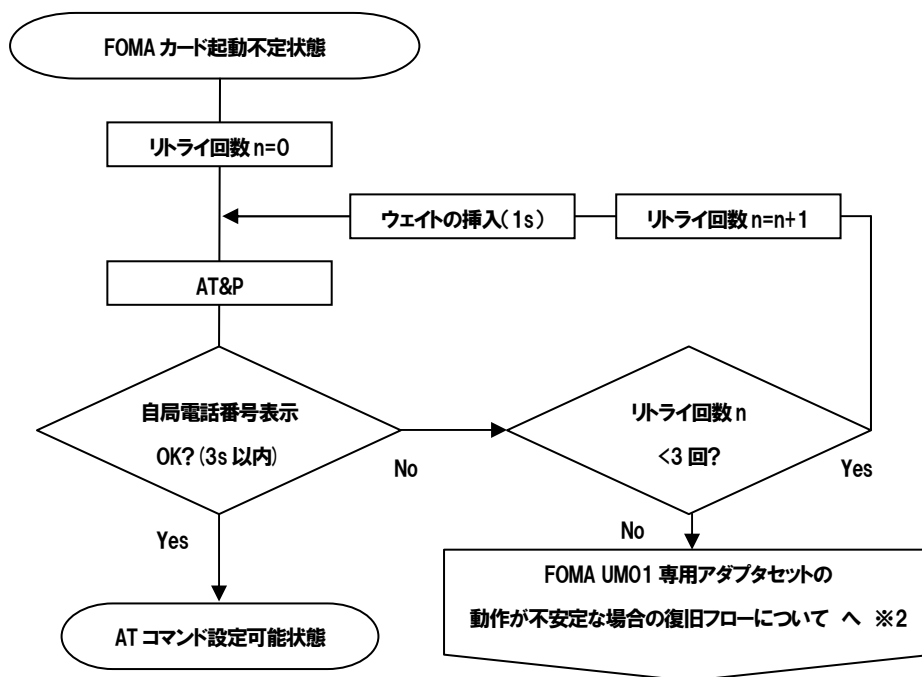 FOMA カード起動不定状態
リトライ回数 n=0
ウェイトの挿入(1s)
リトライ回数 n=n+1
AT&P
自局電話番号表示
OK? (3s 以内)
No
Yes
リトライ回数 n
<3 回?
Yes
No
FOMA UM01 専用アダプタセットの
動作が不安定な場合の復旧フローについて へ ※2
AT コマンド設定可能状態